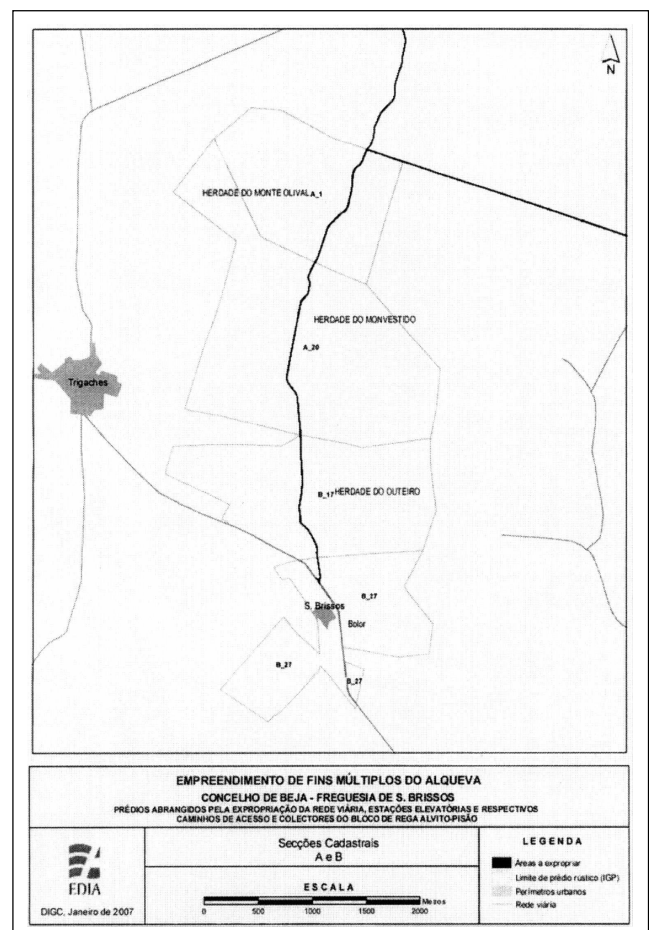 N
HERDADE DO MONTE OLIVAL A_1
HERDADE DO MONVESTIDO
A_20
Trigaches
B_17 HERDADE DO OUTEIRO
B_27
S. Brissos
Bolor
B_27
B_27
EMPREENDIMENTO DE FINS MÚLTIPLOS DO ALQUEVA
CONCELHO DE BEJA - FREGUESIA DE S. BRISSOS
PRÉDIOS ABRANGIDOS PELA EXPROPRIAÇÃO DA REDE VIÁRIA, ESTAÇÕES ELEVATÓRIAS E RESPECTIVOS
CAMINHOS DE ACESSO E COLECTORES DO BLOCO DE REGA ALVITO-PISÃO
EDIA
DIGC, Janeiro de 2007
Secções Cadastrais
A e B
ESCALA
0 500 1000 1500 2000 Metros
LEGENDA
Áreas a expropriar
Limite de prédio rústico (IGP)
Perímetros urbanos
Rede viária